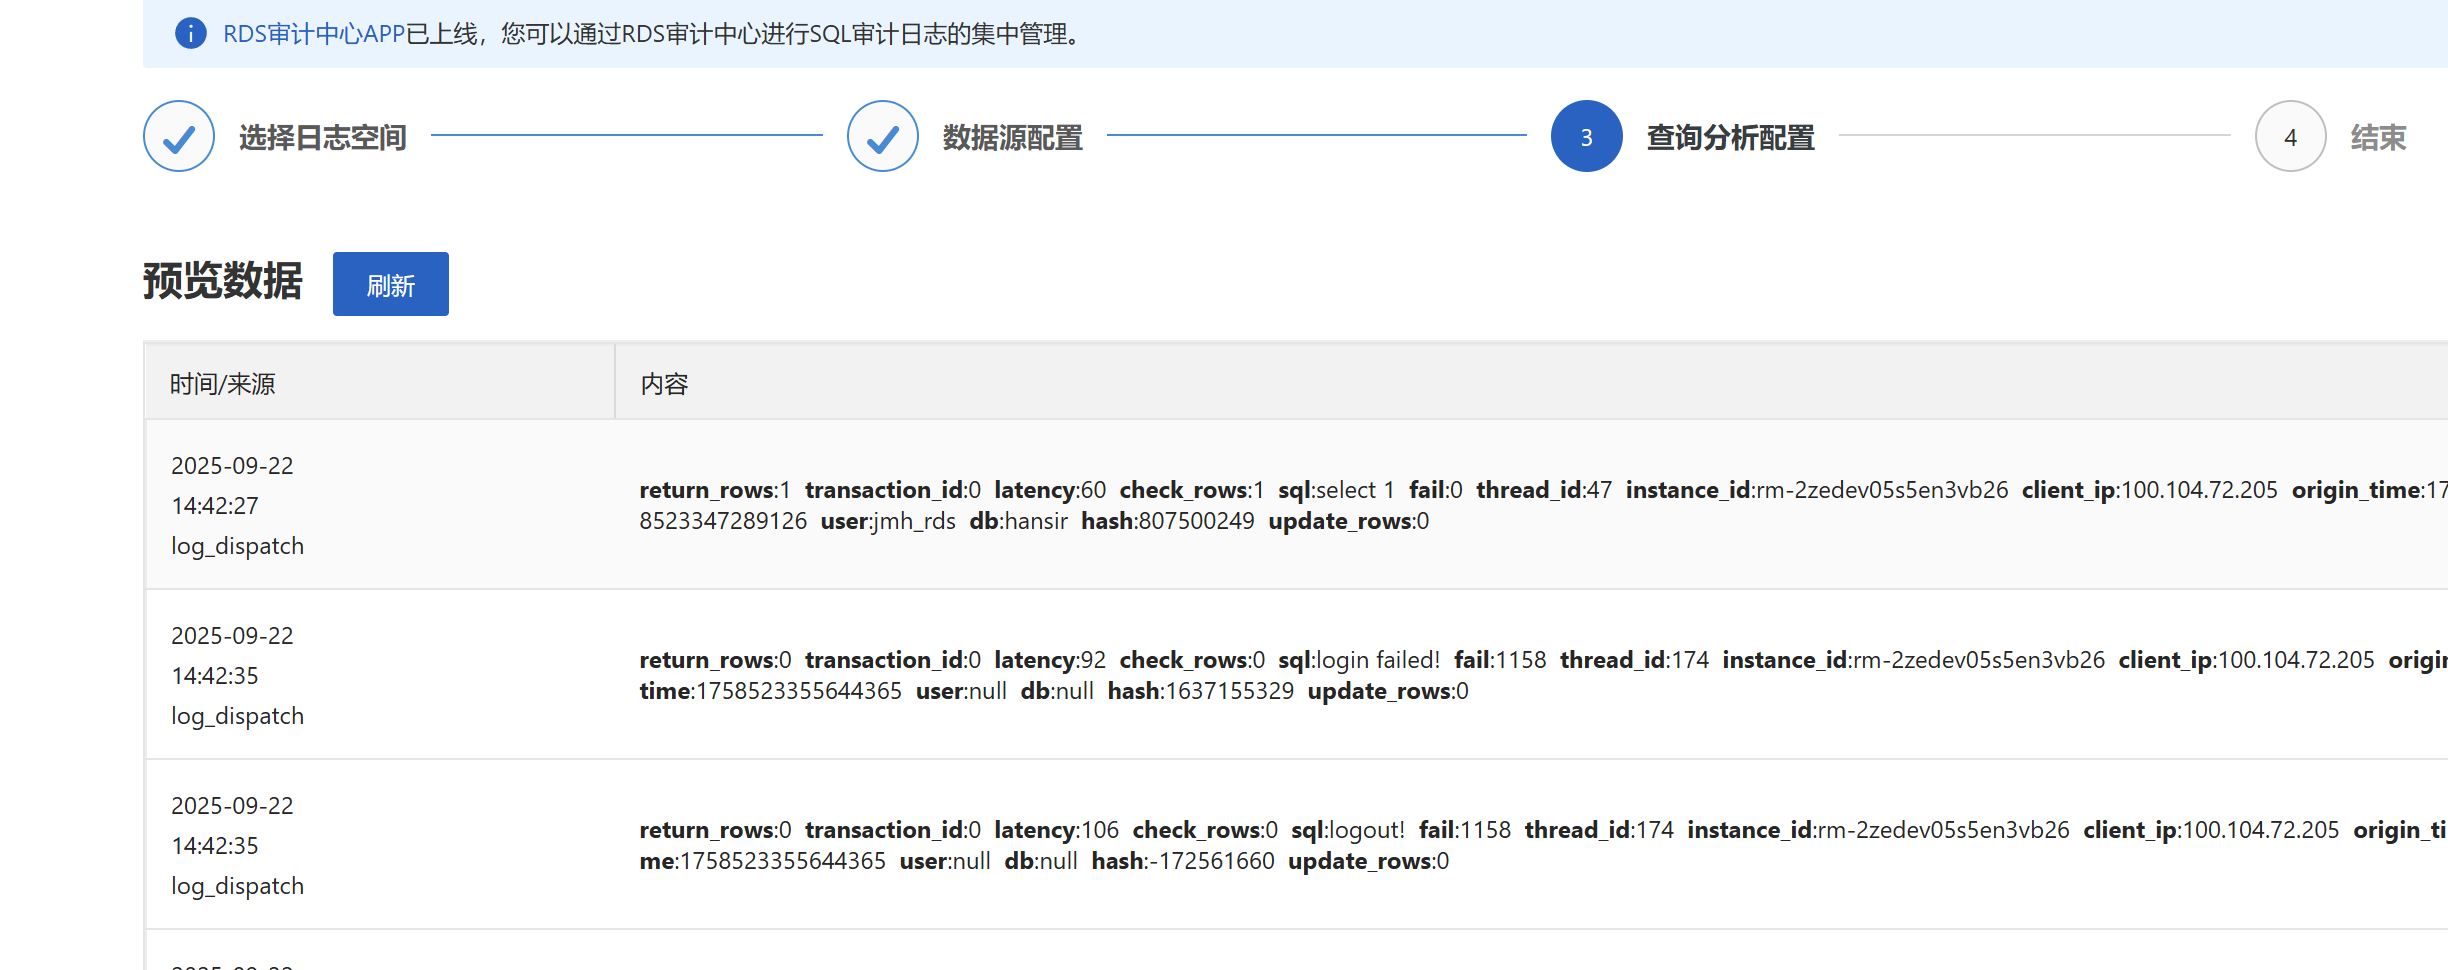 RDS审计中心APP已上线，您可以通过RDS审计中心进行SQL审计日志的集中管理。
选择日志空间
数据源配置
3 查询分析配置
4 结束
预览数据 刷新
时间/来源 内容
2025-09-22
14:42:27
log_dispatch
return_rows:1 transaction_id:0 latency:60 check_rows:1 sql:select 1 fail:0 thread_id:47 instance_id:rm-2zedev05s5en3vb26 client_ip:100.104.72.205 origin_time:17
8523347289126 user:jmh_rds db:hansir hash:807500249 update_rows:0
2025-09-22
14:42:35
log_dispatch
return_rows:0 transaction_id:0 latency:92 check_rows:0 sql:login failed! fail:1158 thread_id:174 instance_id:rm-2zedev05s5en3vb26 client_ip:100.104.72.205 origin
time:1758523355644365 user:null db:null hash:1637155329 update_rows:0
2025-09-22
14:42:35
log_dispatch
return_rows:0 transaction_id:0 latency:106 check_rows:0 sql:logout! fail:1158 thread_id:174 instance_id:rm-2zedev05s5en3vb26 client_ip:100.104.72.205 origin_ti
me:1758523355644365 user:null db:null hash:-172561660 update_rows:0